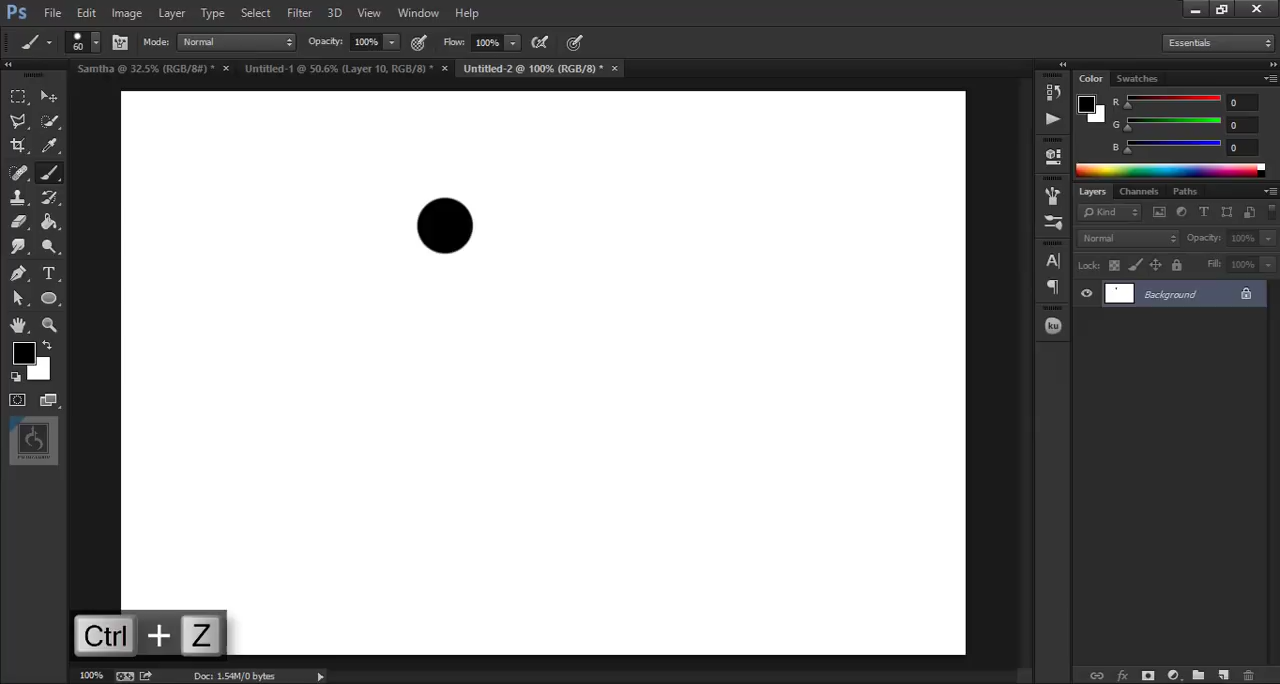 Ps File Edit Image Layer Type Select Filter 3D View Window Help
60 Mode: Normal Opacity: 100% Flow: 100% Essentials
Samtha @ 32.5% (RGB/8#) * × Untitled-1 @ 50.6% (Layer 10, RGB/8) * × Untitled-2 @ 100% (RGB/8) * ×
Color Swatches
R 0
G 0
B 0
Layers Channels Paths
Kind
Normal Opacity: 100%
Lock: Fill: 100%
Background
ku
Ctrl + Z
100% Doc: 1.54M/0 bytes